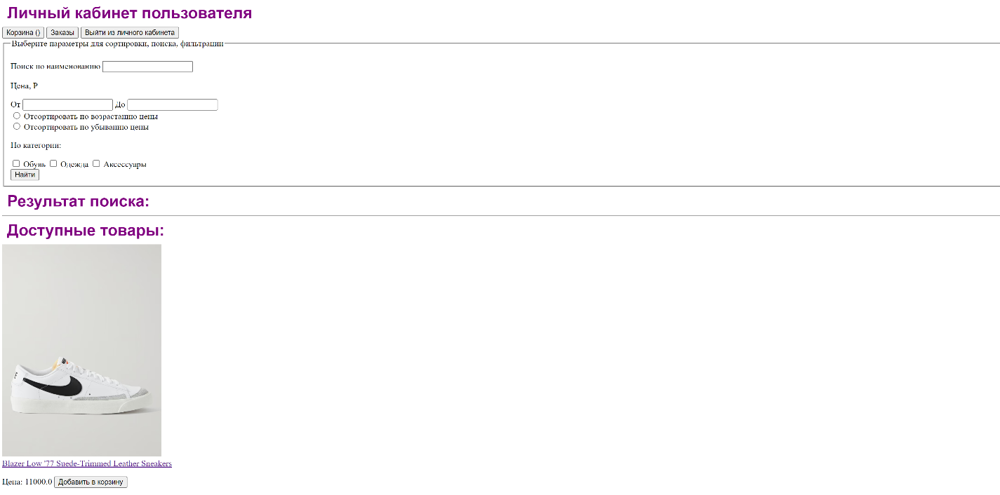 Личный кабинет пользователя
Корзина () Заказы Выйти из личного кабинета
Выберите параметры для сортировки, поиска, фильтрации
Поиск по наименованию
Цена, Р
От До
Отсортировать по возрастанию цены
Отсортировать по убыванию цены
По категории:
Обувь Одежда Аксессуары
Найти
Результат поиска:
Доступные товары:
Blazer Low '77 Suede-Trimmed Leather Sneakers
Цена: 11000.0 Добавить в корзину